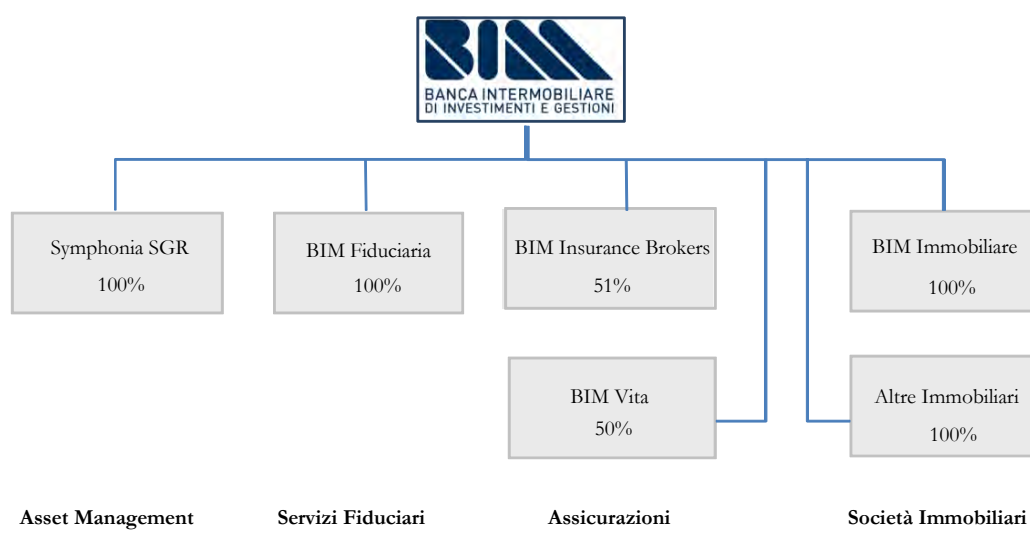 BIM
BANCA INTERMOBILIARE
DI INVESTIMENTI E GESTIONI
Symphonia SGR
100%
BIM Fiduciaria
100%
BIM Insurance Brokers
51%
BIM Immobiliare
100%
BIM Vita
50%
Altre Immobiliari
100%
Asset Management
Servizi Fiduciari
Assicurazioni
Società Immobiliari